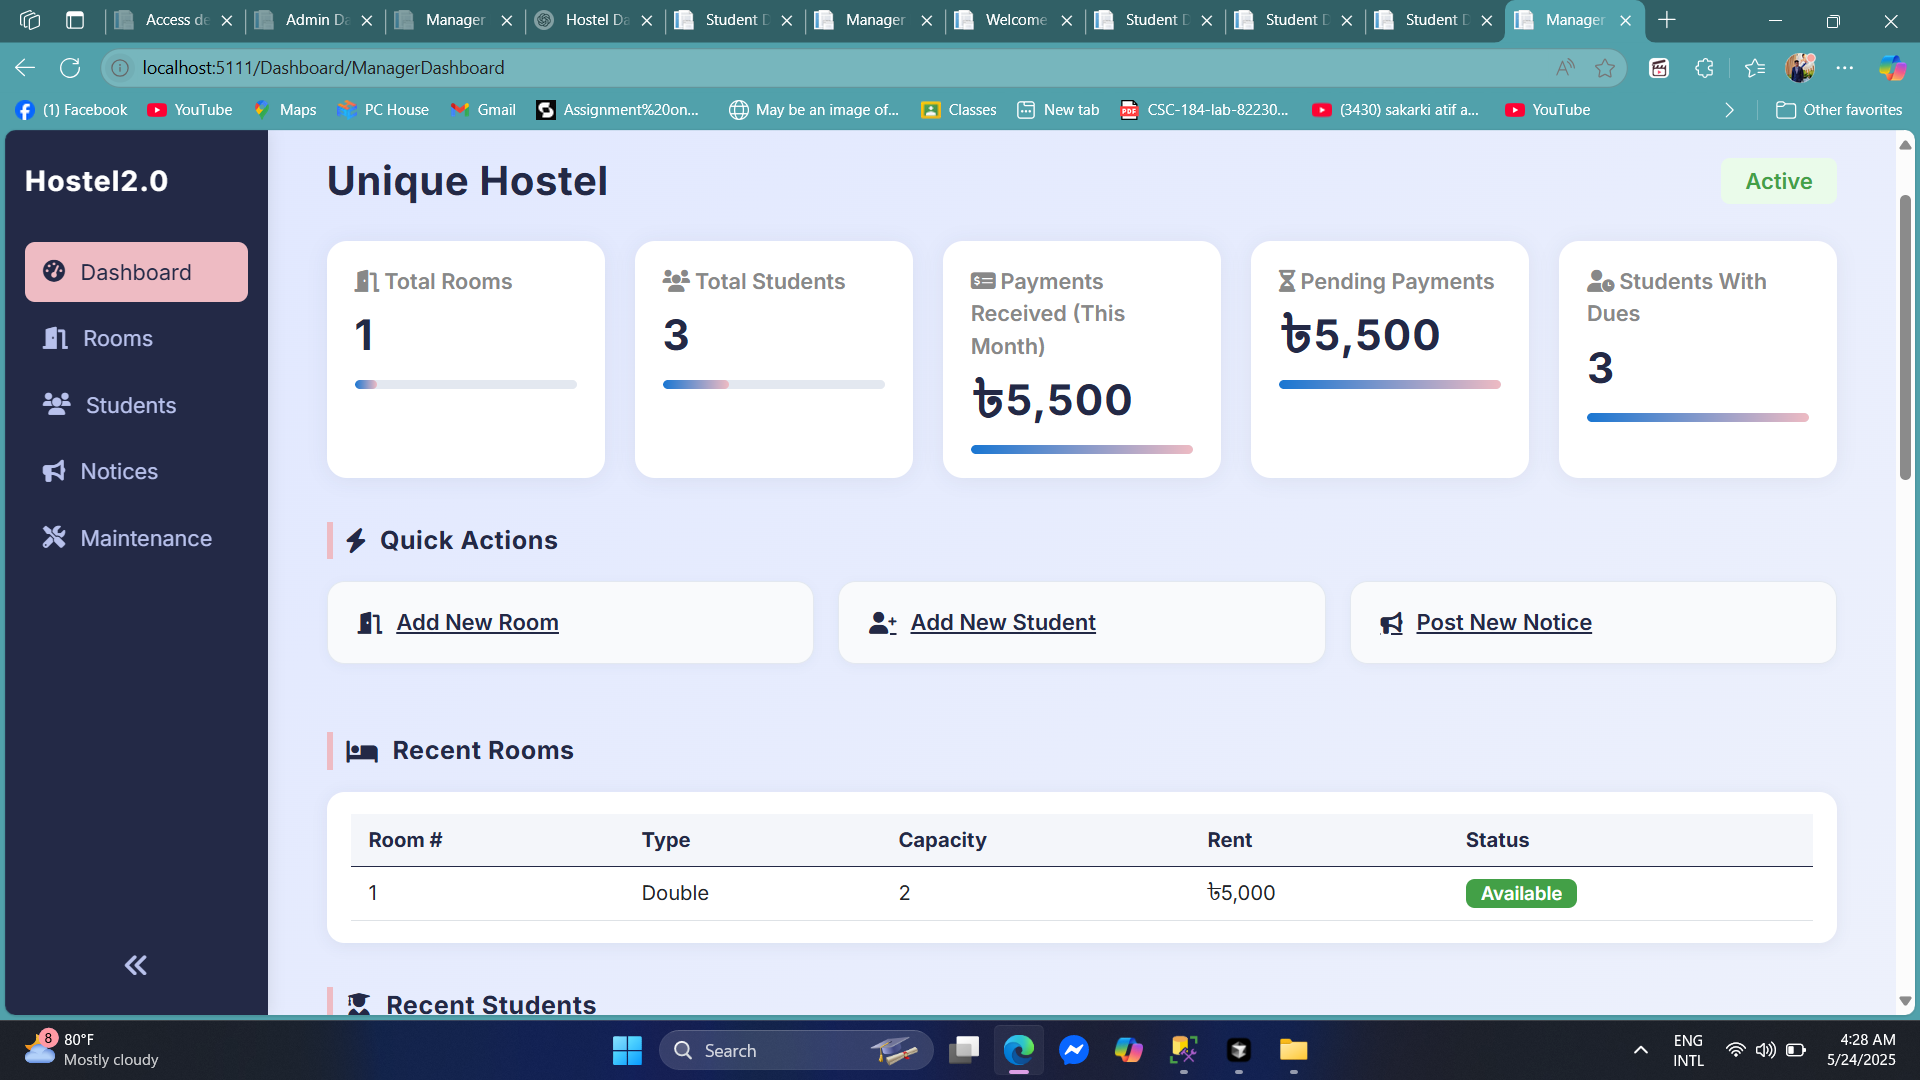 Access de
Admin Da
Manager
Hostel Da
Student D
Manager
Welcome
Student D
Student D
Student D
Manager
localhost:5111/Dashboard/ManagerDashboard
(1) Facebook
YouTube
Maps
PC House
Gmail
Assignment%20on...
May be an image of...
Classes
New tab
CSC-184-lab-82230...
(3430) sakarki atif a...
YouTube
Other favorites
Hostel2.0
Dashboard
Rooms
Students
Notices
Maintenance
Unique Hostel
Active
Total Rooms
1
Total Students
3
Payments
Received (This
Month)
৳5,500
Pending Payments
৳5,500
Students With
Dues
3
Quick Actions
Add New Room
Add New Student
Post New Notice
Recent Rooms
Room # Type Capacity Rent Status
1 Double 2 ৳5,000 Available
Recent Students
8
80°F
Mostly cloudy
Search
ENG
INTL
4:28 AM
5/24/2025